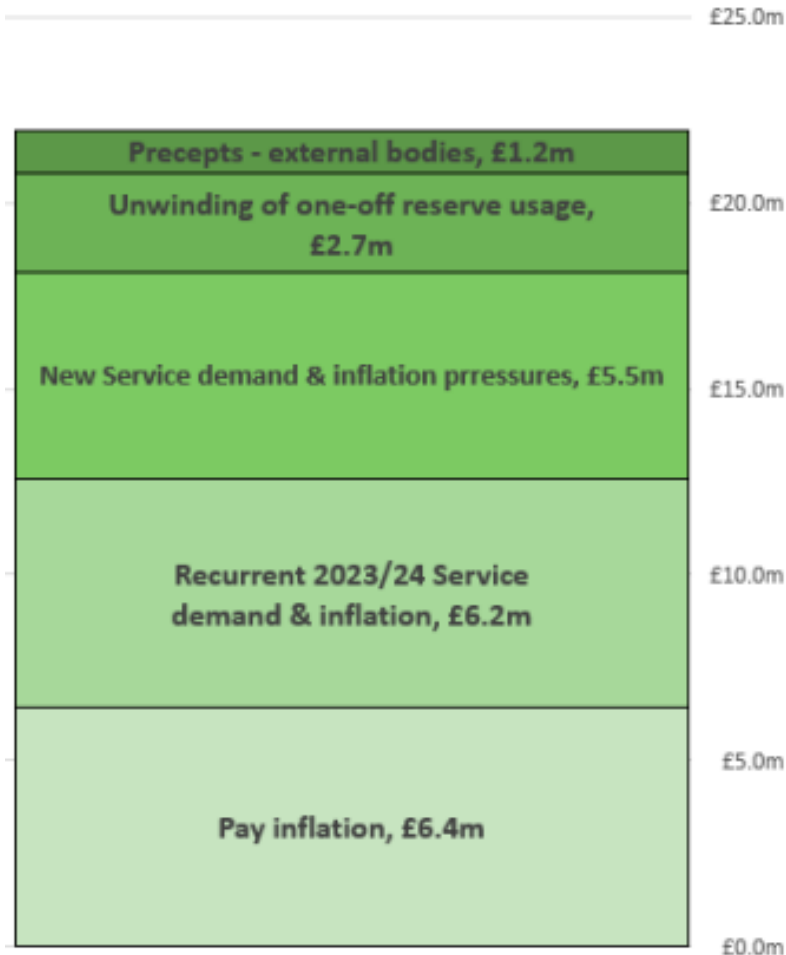 £25.0m
Precepts - external bodies, £1.2m
Unwinding of one-off reserve usage,
£2.7m
£20.0m
New Service demand & inflation prressures, £5.5m
£15.0m
Recurrent 2023/24 Service
demand & inflation, £6.2m
£10.0m
£5.0m
Pay inflation, £6.4m
£0.0m